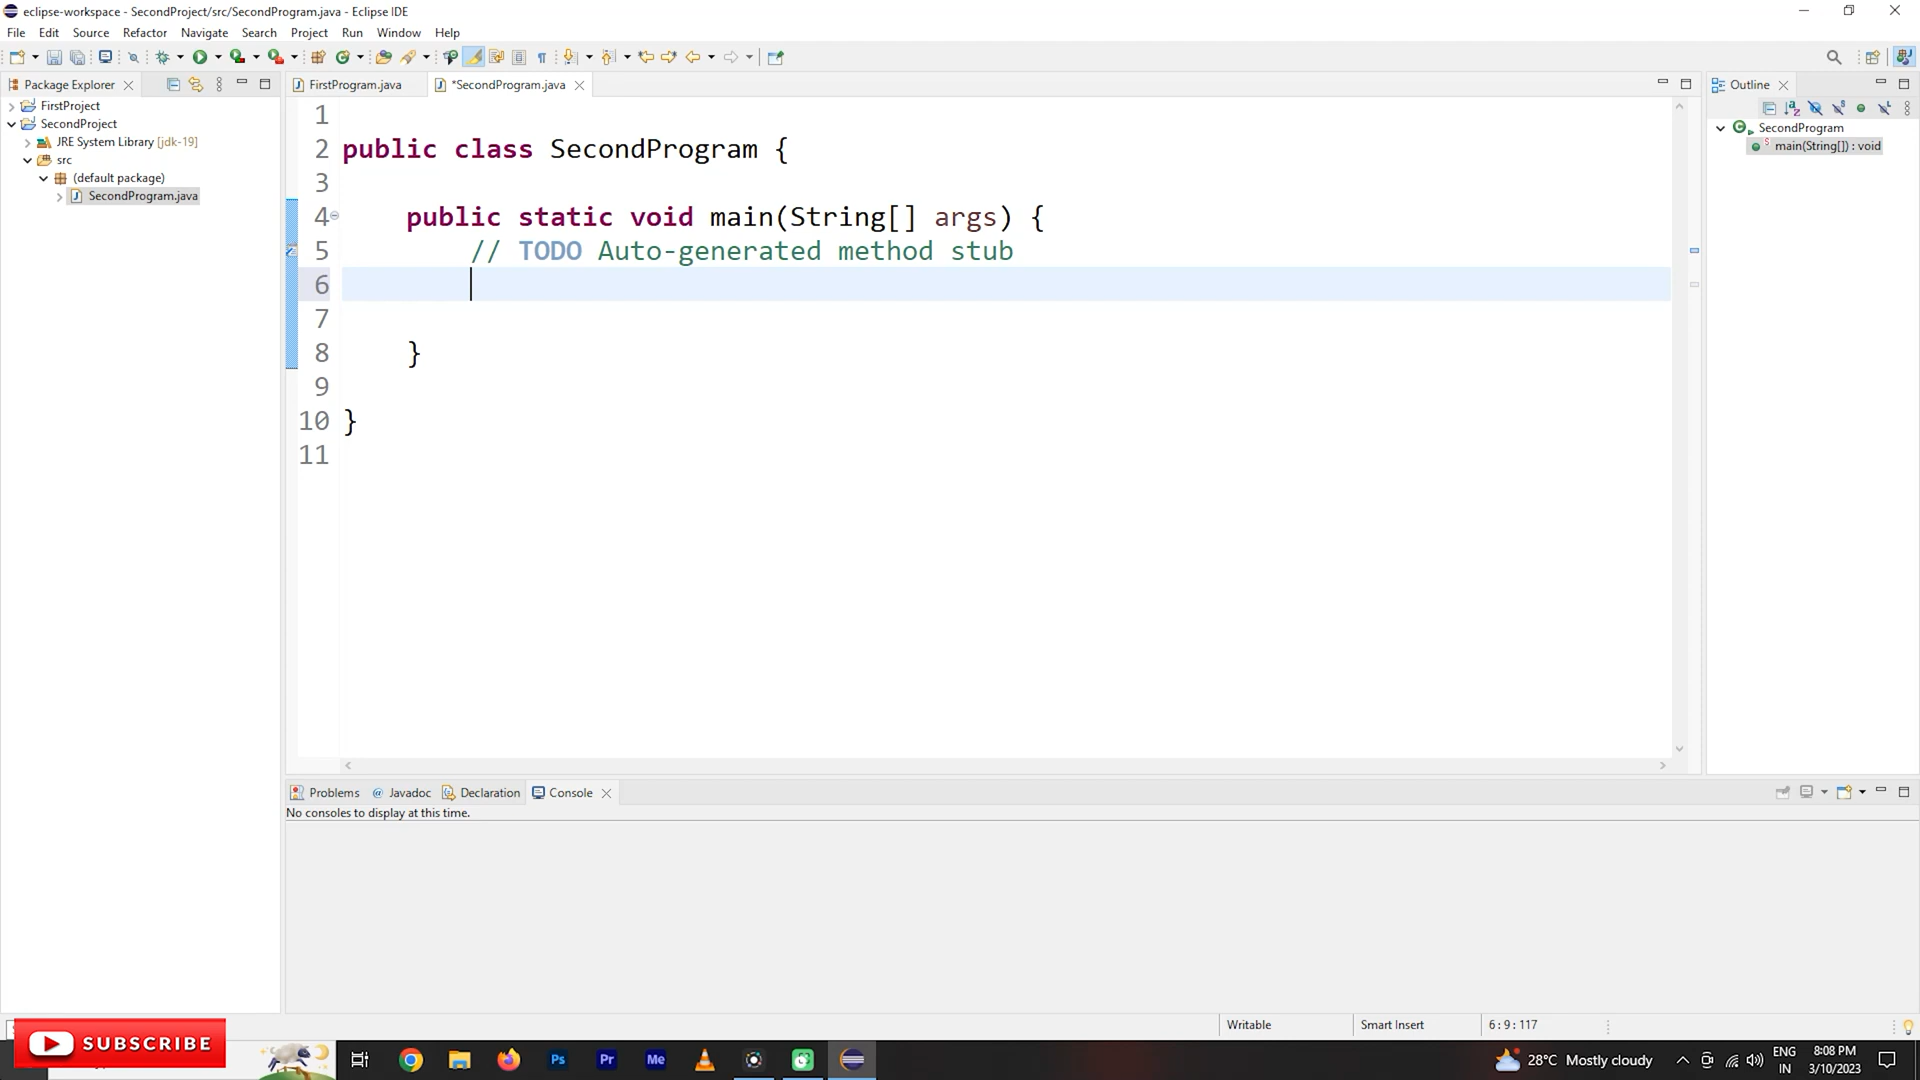 eclipse-workspace - SecondProject/src/SecondProgram.java - Eclipse IDE
File Edit Source Refactor Navigate Search Project Run Window Help
Package Explorer
FirstProgram.java
*SecondProgram.java
Outline
FirstProject
SecondProject
JRE System Library [jdk-19]
src
(default package)
SecondProgram.java
1
2 public class SecondProgram {
3
4 public static void main(String[] args) {
5 // TODO Auto-generated method stub
6
7
8 }
9
10 }
11
SecondProgram
main(String[]) : void
Problems @ Javadoc Declaration Console
No consoles to display at this time.
Writable Smart Insert 6 : 9 : 117
SUBSCRIBE
Ps Pr Me
28°C Mostly cloudy
ENG
IN
8:08 PM
3/10/2023